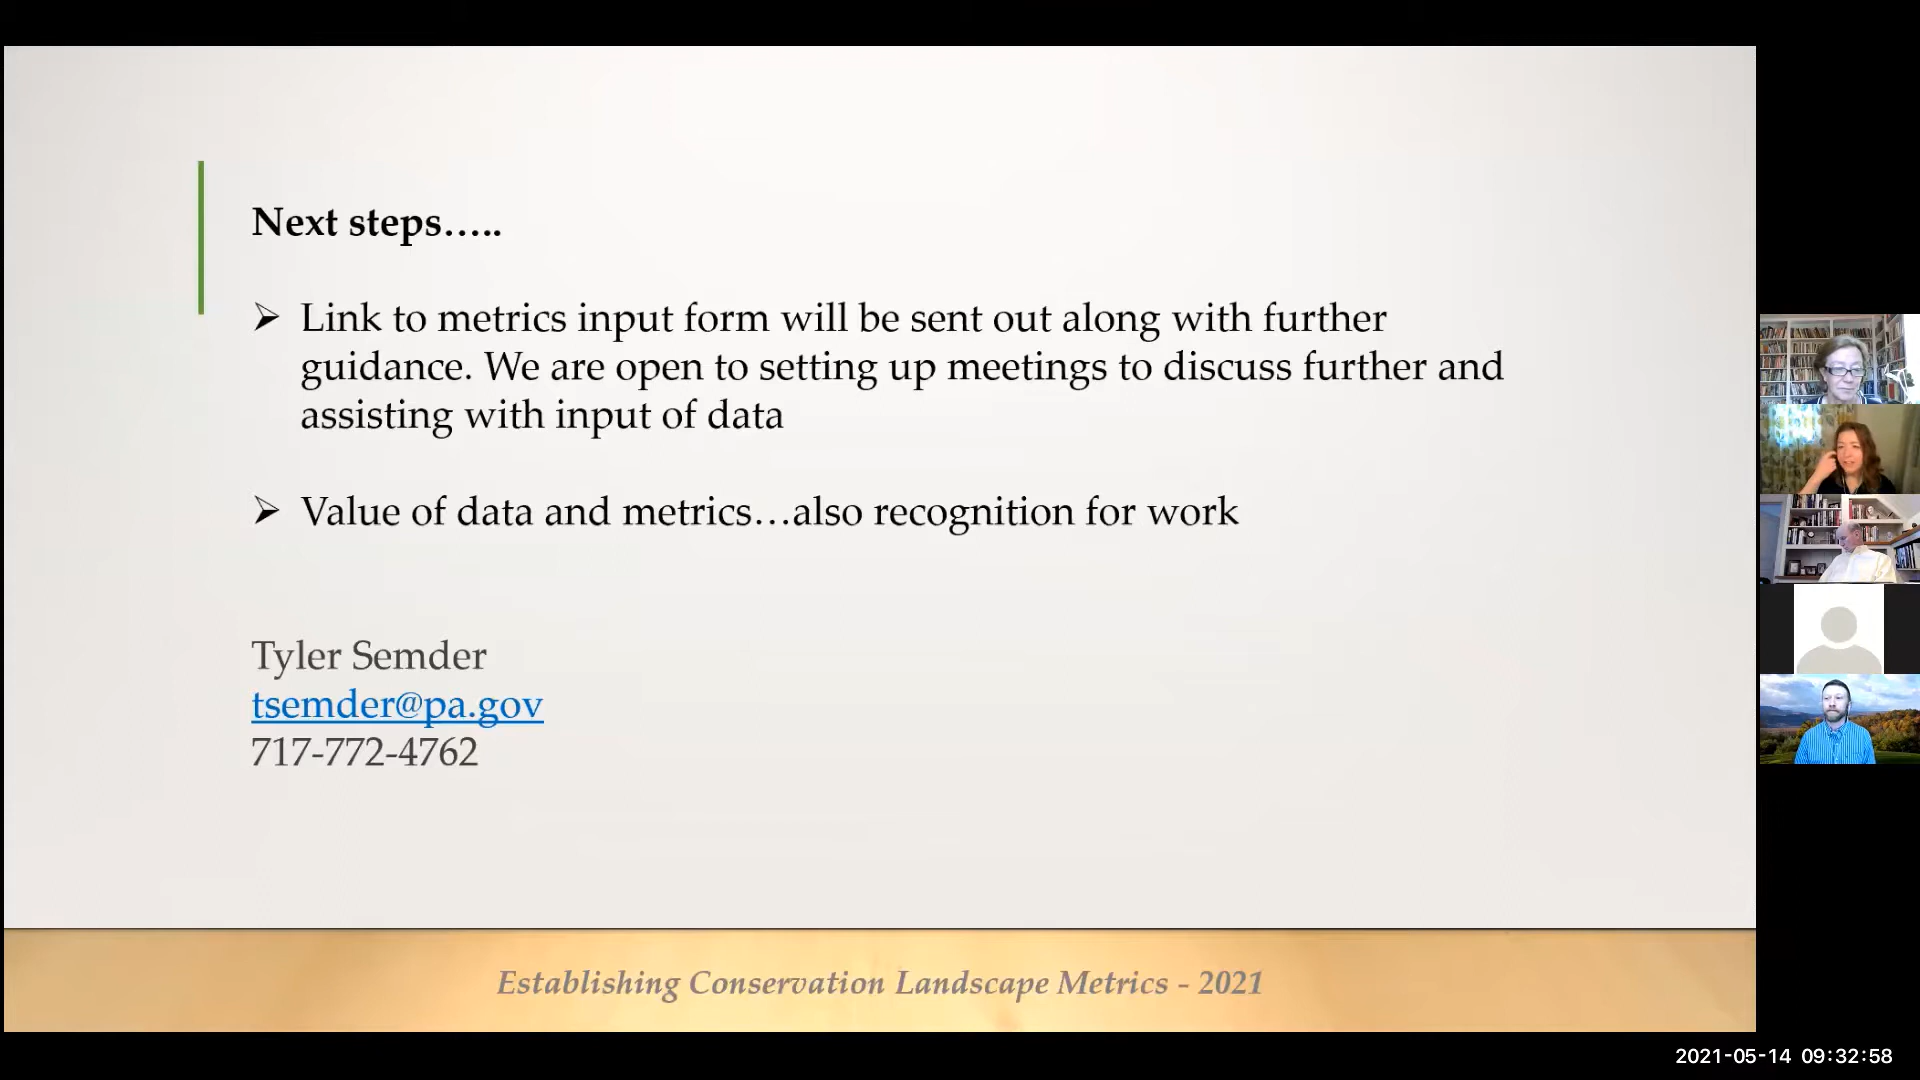 Next steps…..
➢ Link to metrics input form will be sent out along with further
guidance. We are open to setting up meetings to discuss further and
assisting with input of data
➢ Value of data and metrics…also recognition for work
Tyler Semder
tsemder@pa.gov
717-772-4762
Establishing Conservation Landscape Metrics - 2021
2021-05-14 09:32:58